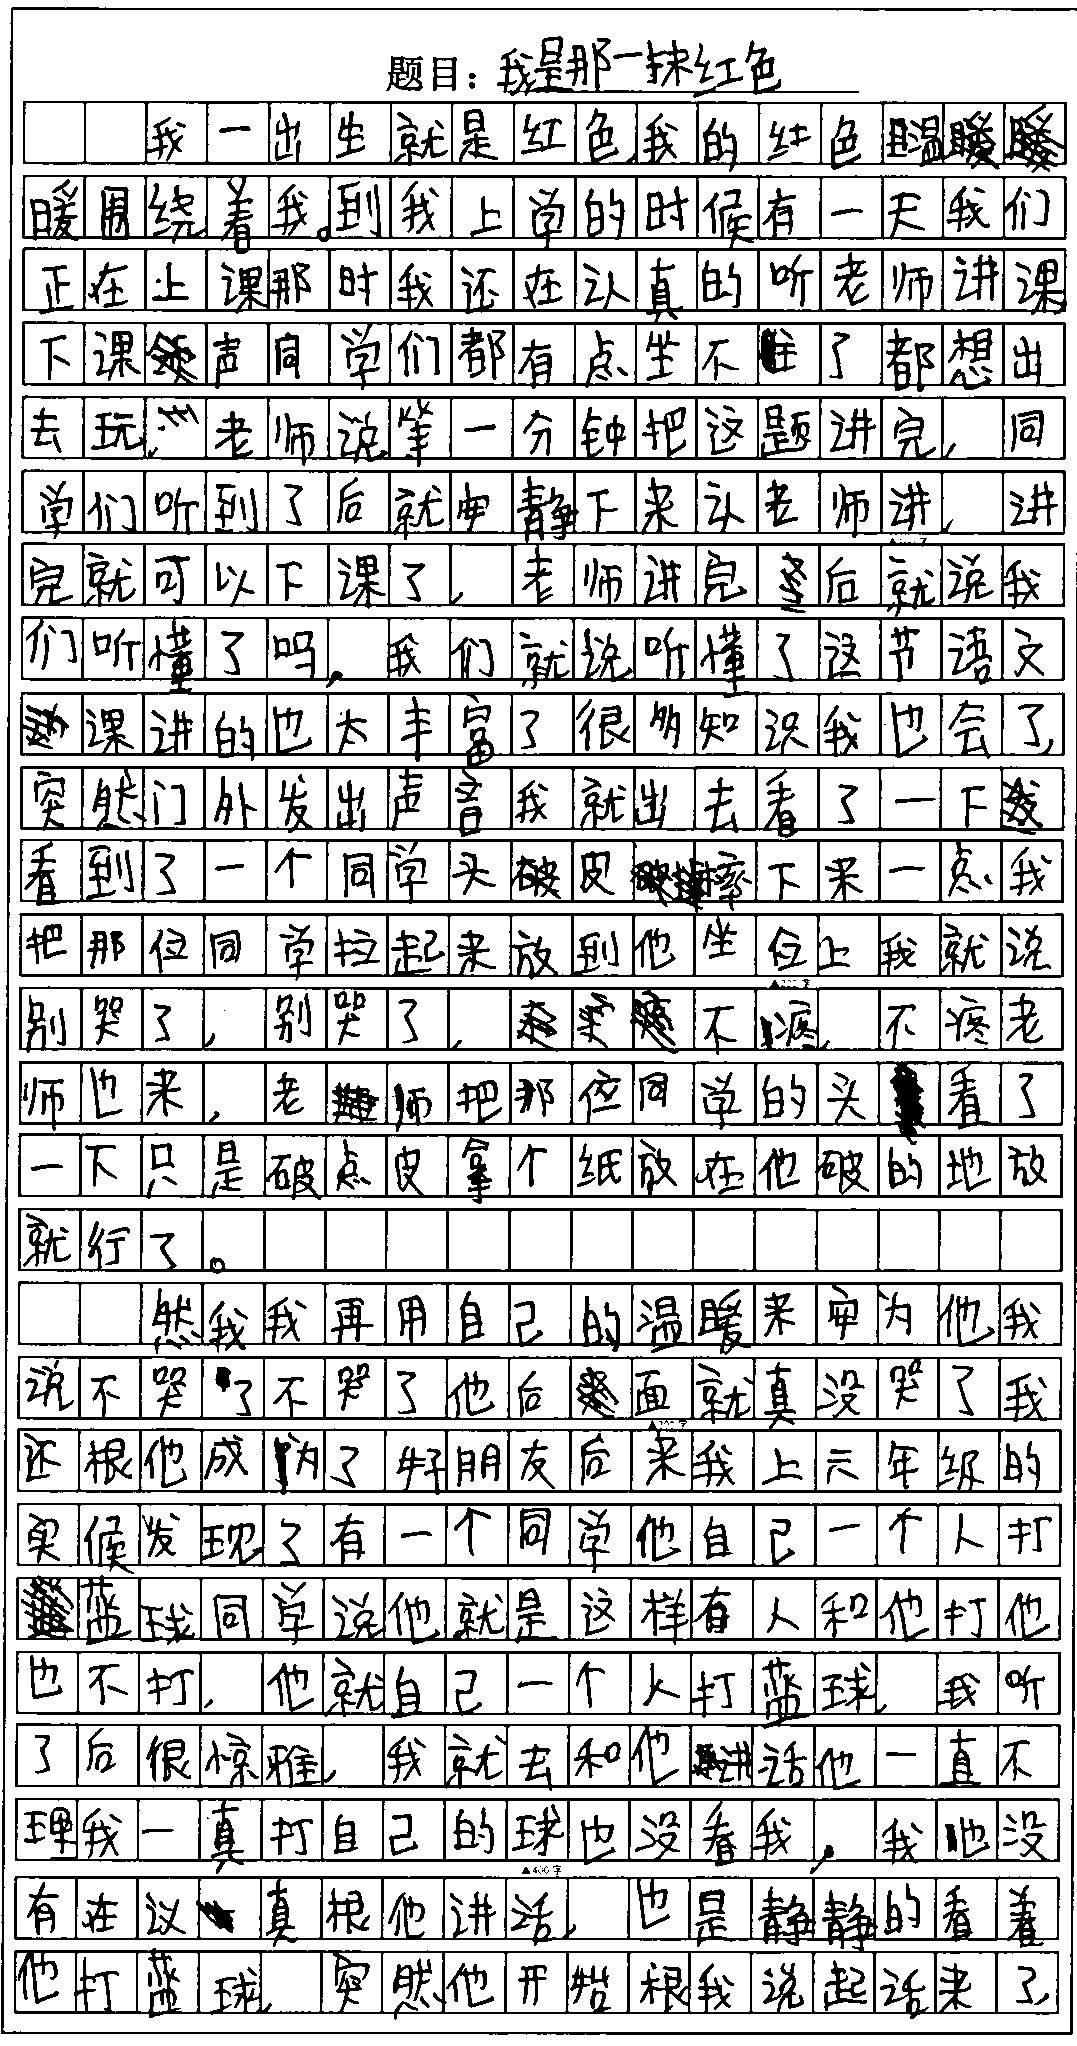 题目：我是那一抹红色
我一出生就是红色,我的红色温暖
暖围绕着我。到我上学的时候有一天我们
正在上课那时我还在认真的听老师讲课
下课声同学们都有点坐不住了都想出
去玩,老师说笨一分钟把这题讲完,同
学们听到了后就安静下来认老师讲,进
完就可以下课了,老师讲完后就说我
们听懂了吗,我们就说听懂了这节语文
课讲的也太丰富了很多知识我也会了,
突然门外发出声音我就出去看了一下
看到了一个同学头破皮摔下来一点我
把那位同学拉起来放到他坐位上我就说
别哭了,别哭了,不疼,不疼老
师也来,老师把那位同学的头看了
一下只是破点皮拿个纸放在他破的地放
就行了。
然我我再用自己的温暖来安为他我
说不哭了不哭了他后面就真没哭了我
还根他成为了好朋友后来我上六年级的
实候发现了有一个同学他自己一个人打
蓝球同学说他就是这样有人和他打他
也不打,他就自己一个人打蓝球,我听
了后很惊雅,我就去和他讲话他一直不
理我一真打自己的球也没看我,我也没
有在议真根他讲话,也是静静的看着
他打蓝球,突然他开始根我说起话来了,